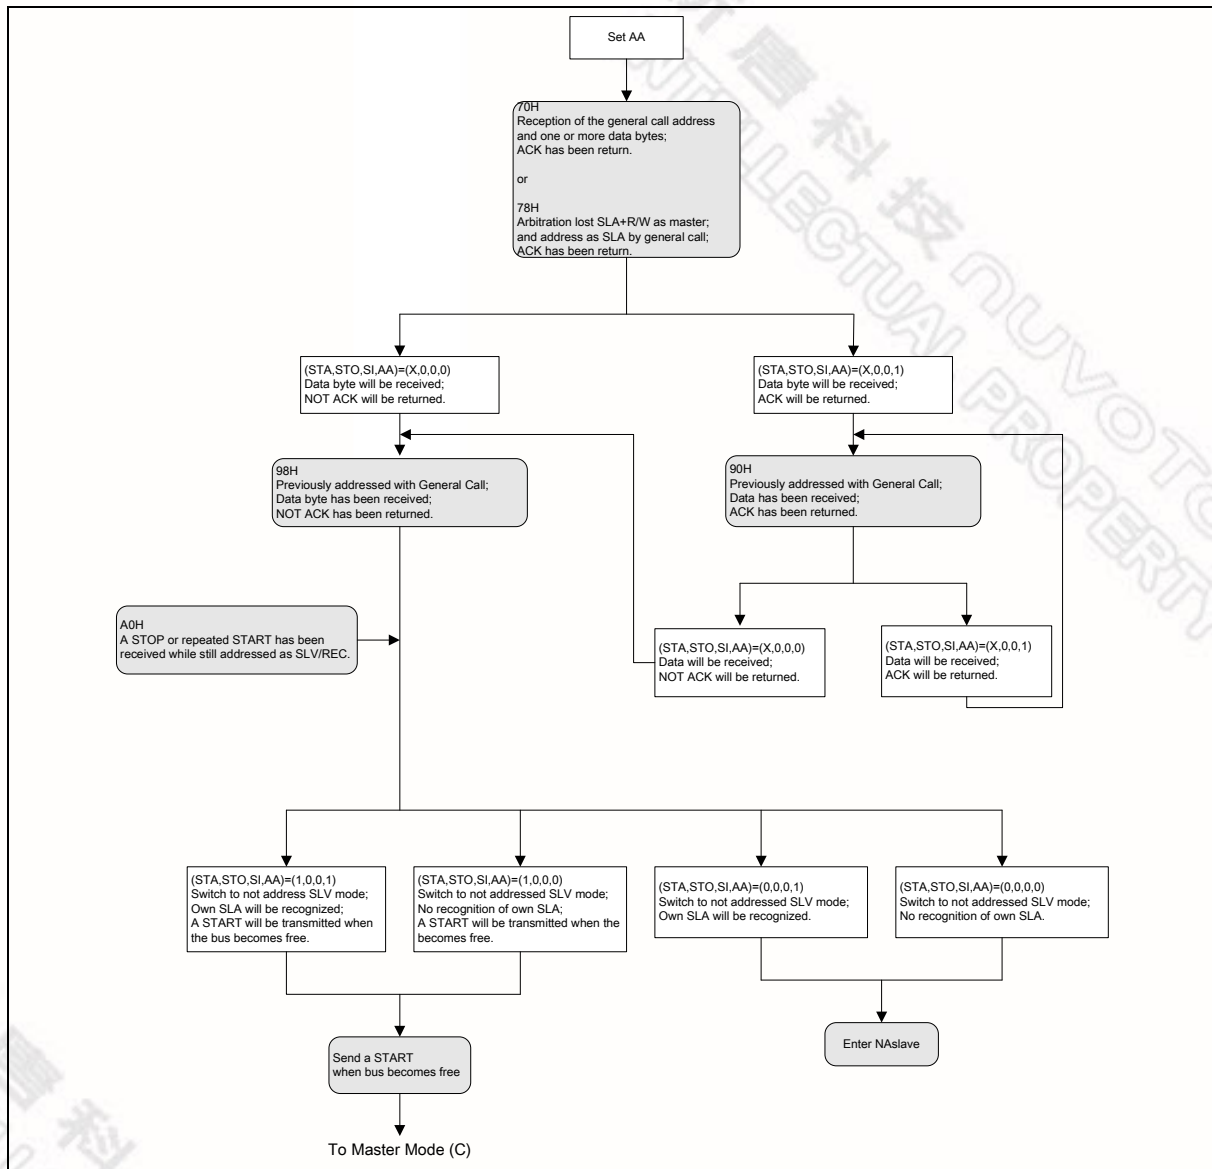 Set AA
70H
Reception of the general call address
and one or more data bytes;
ACK has been return.
or
78H
Arbitration lost SLA+R/W as master;
and address as SLA by general call;
ACK has been return.
(STA,STO,SI,AA)=(X,0,0,0)
Data byte will be received;
NOT ACK will be returned.
(STA,STO,SI,AA)=(X,0,0,1)
Data byte will be received;
ACK will be returned.
98H
Previously addressed with General Call;
Data byte has been received;
NOT ACK has been returned.
90H
Previously addressed with General Call;
Data has been received;
ACK has been returned.
A0H
A STOP or repeated START has been
received while still addressed as SLV/REC.
(STA,STO,SI,AA)=(X,0,0,0)
Data will be received;
NOT ACK will be returned.
(STA,STO,SI,AA)=(X,0,0,1)
Data will be received;
ACK will be returned.
(STA,STO,SI,AA)=(1,0,0,1)
Switch to not address SLV mode;
Own SLA will be recognized;
A START will be transmitted when
the bus becomes free.
(STA,STO,SI,AA)=(1,0,0,0)
Switch to not addressed SLV mode;
No recognition of own SLA;
A START will be transmitted when the
becomes free.
(STA,STO,SI,AA)=(0,0,0,1)
Switch to not addressed SLV mode;
Own SLA will be recognized.
(STA,STO,SI,AA)=(0,0,0,0)
Switch to not addressed SLV mode;
No recognition of own SLA.
Send a START
when bus becomes free
Enter NAslave
To Master Mode (C)
唐科技 nuvoTo
INTELLECTUAL PROPERTY
唐科